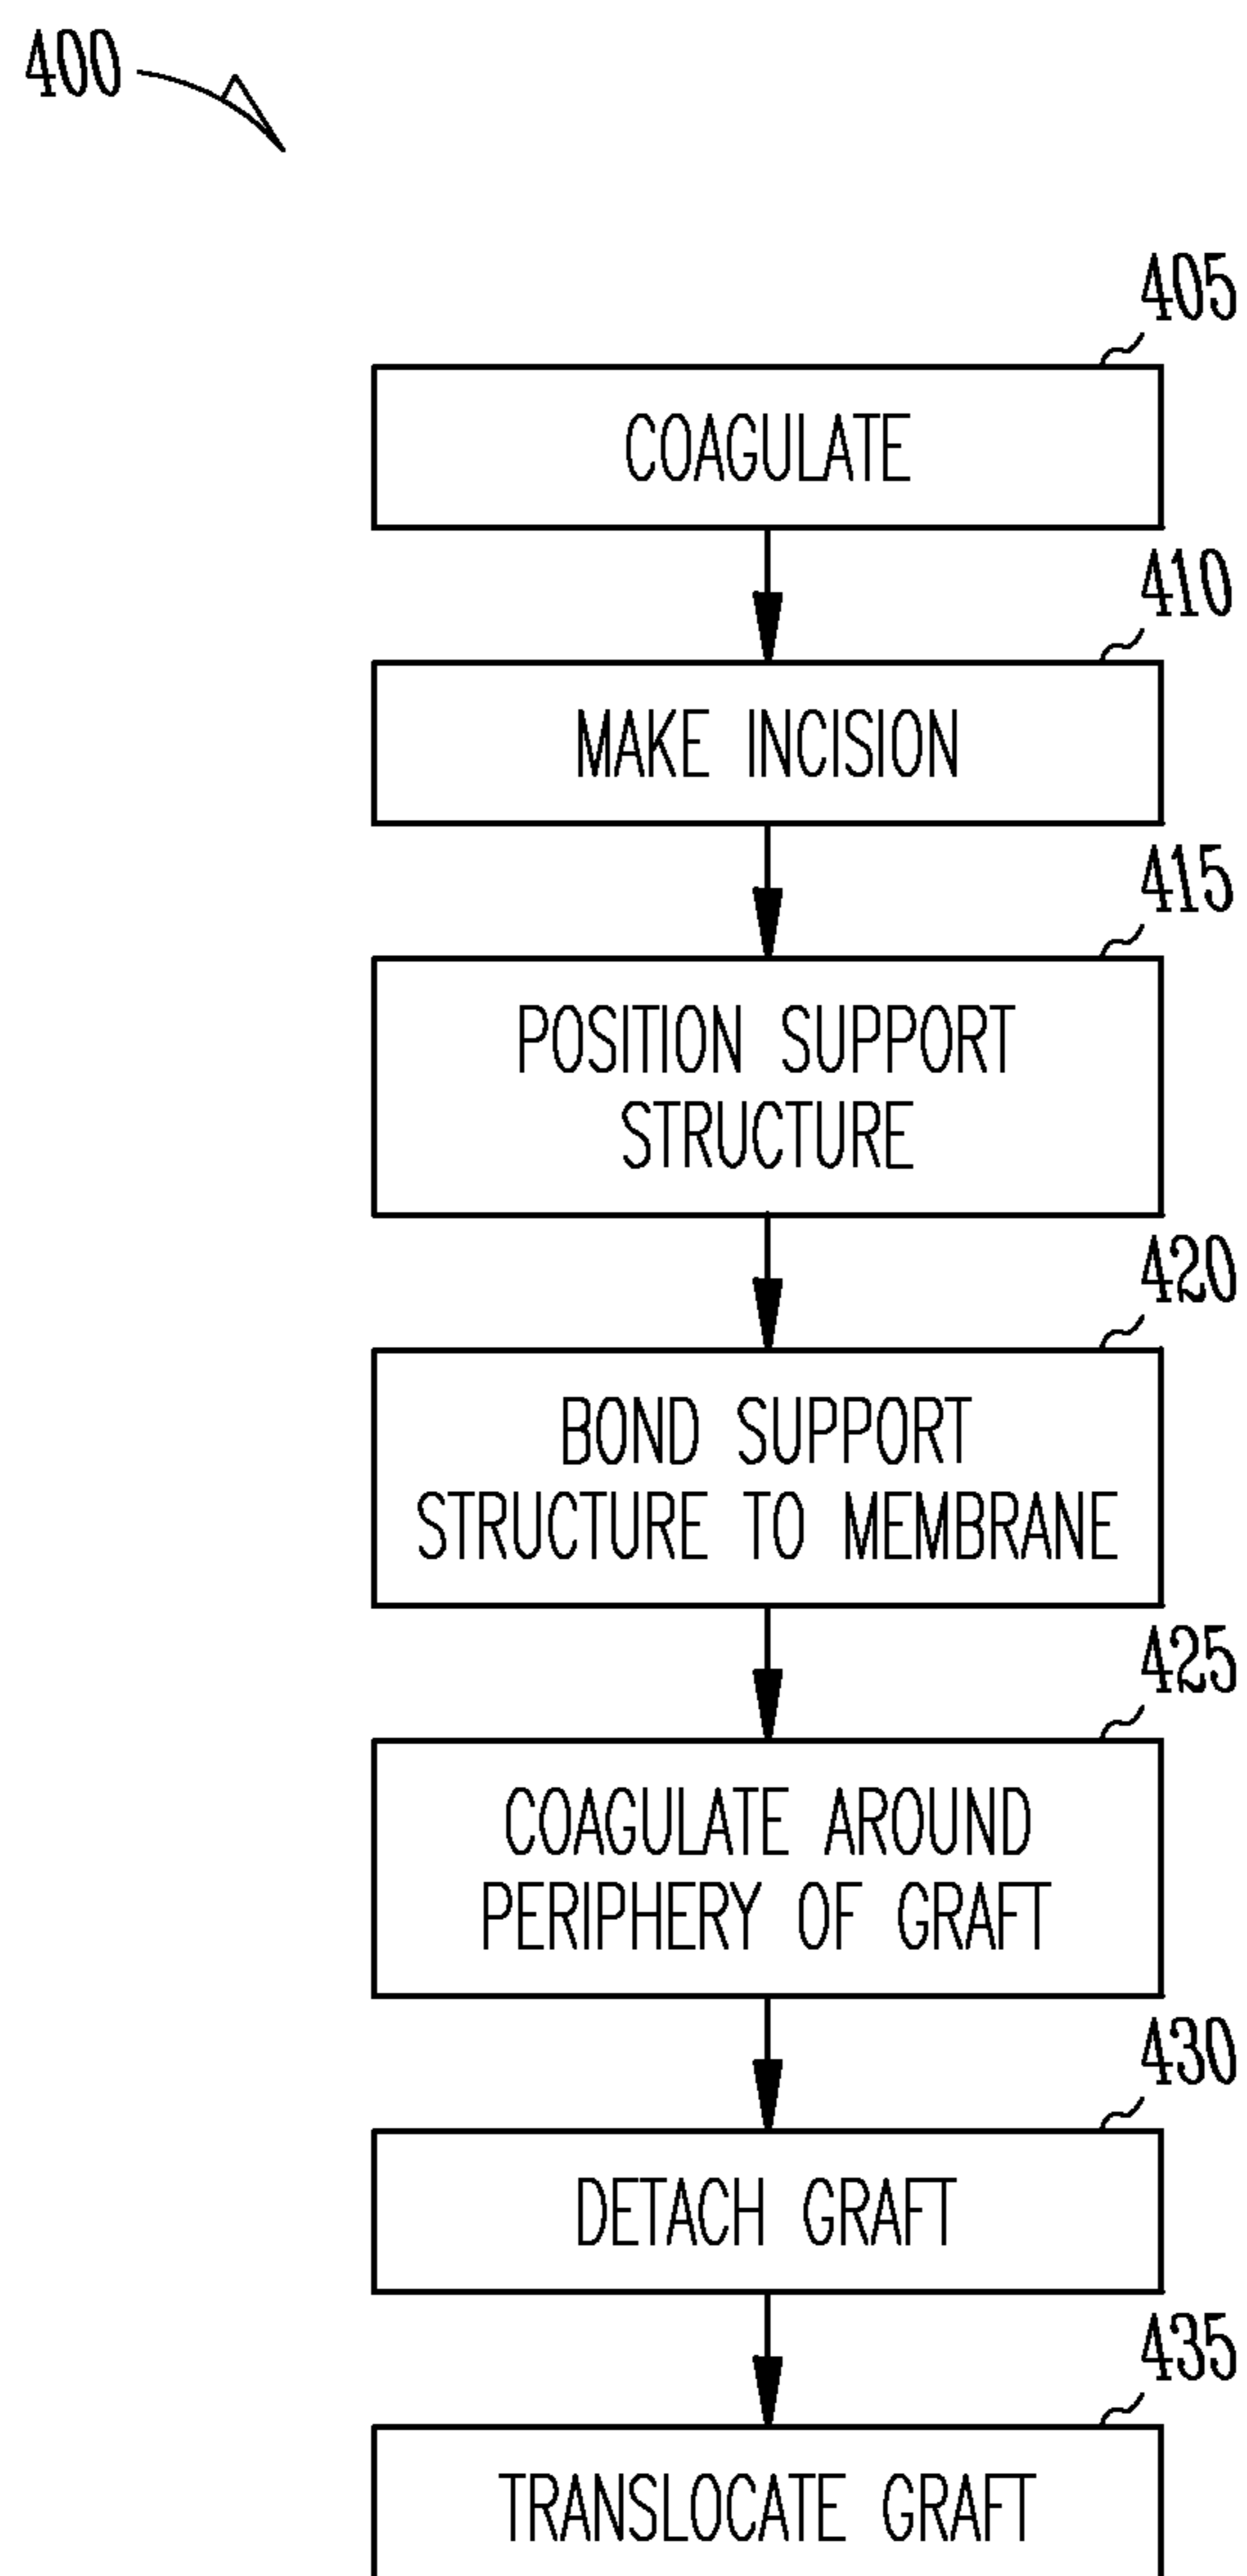 400
405
COAGULATE
410
MAKE INCISION
415
POSITION SUPPORT
STRUCTURE
420
BOND SUPPORT
STRUCTURE TO MEMBRANE
425
COAGULATE AROUND
PERIPHERY OF GRAFT
430
DETACH GRAFT
435
TRANSLOCATE GRAFT